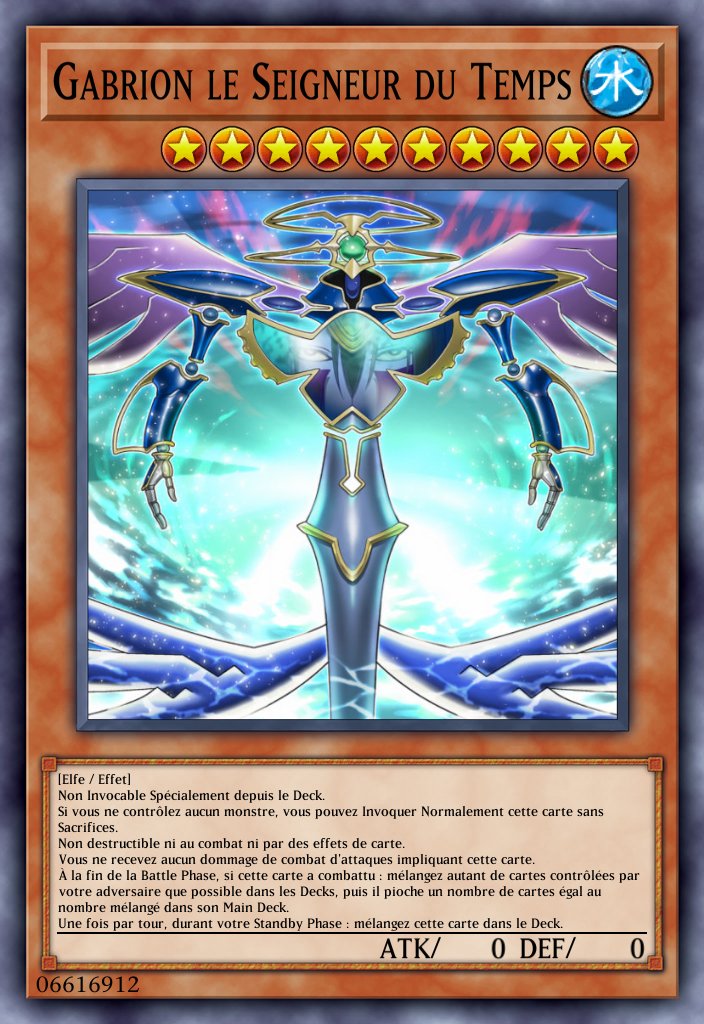 Gabrion le Seigneur du Temps
水
[Elfe / Effet]
Non Invocable Spécialement depuis le Deck.
Si vous ne contrôlez aucun monstre, vous pouvez Invoquer Normalement cette carte sans
Sacrifices.
Non destructible ni au combat ni par des effets de carte.
Vous ne recevez aucun dommage de combat d'attaques impliquant cette carte.
À la fin de la Battle Phase, si cette carte a combattu : mélangez autant de cartes contrôlées par
votre adversaire que possible dans les Decks, puis il pioche un nombre de cartes égal au
nombre mélangé dans son Main Deck.
Une fois par tour, durant votre Standby Phase : mélangez cette carte dans le Deck.
ATK/ 0 DEF/ 0
06616912